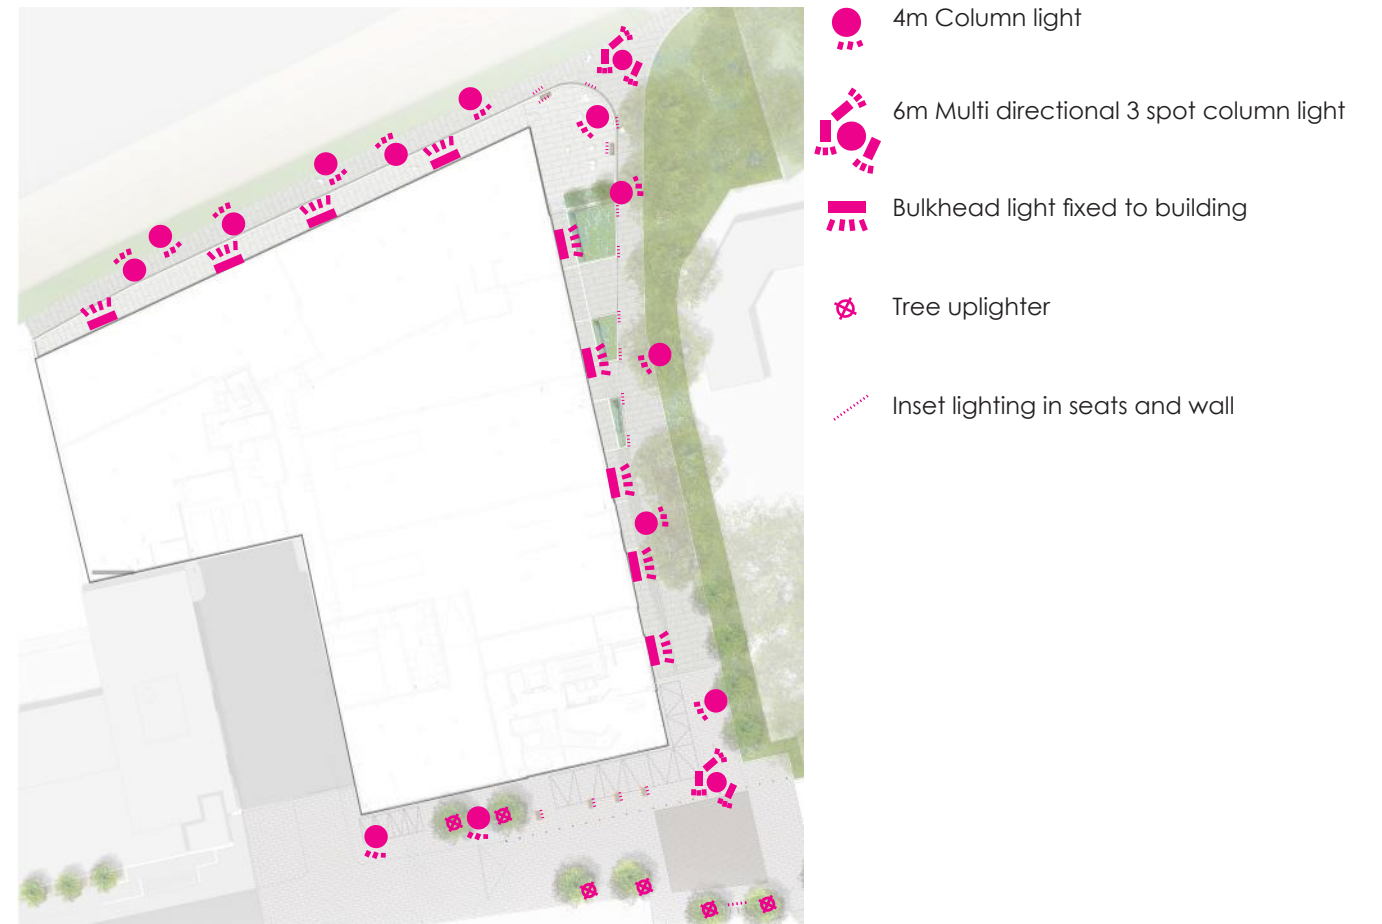 4m Column light
6m Multi directional 3 spot column light
Bulkhead light fixed to building
Tree uplighter
Inset lighting in seats and wall